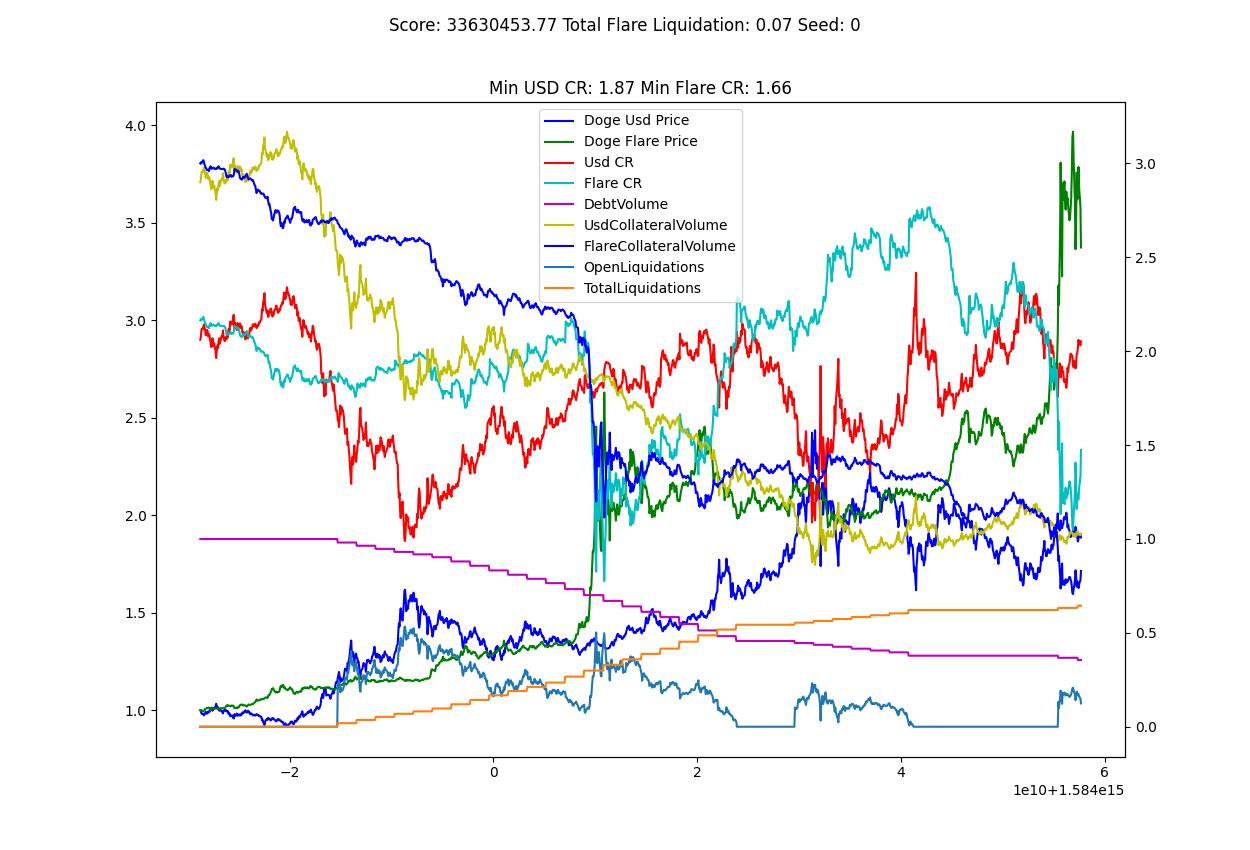 Score: 33630453.77 Total Flare Liquidation: 0.07 Seed: 0
Min USD CR: 1.87 Min Flare CR: 1.66
Doge Usd Price
Doge Flare Price
Usd CR
Flare CR
DebtVolume
UsdCollateralVolume
FlareCollateralVolume
OpenLiquidations
TotalLiquidations
4.0
3.5
3.0
2.5
2.0
1.5
1.0
3.0
2.5
2.0
1.5
1.0
0.5
0.0
−2
0
2
4
6
1e10+1.584e15